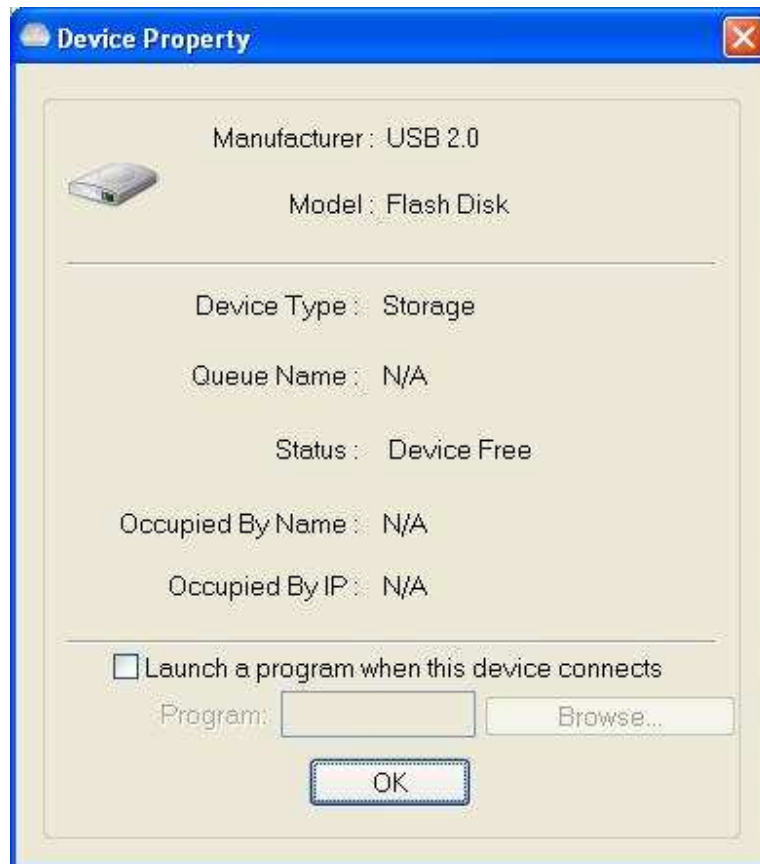 Device Property
Manufacturer : USB 2.0
Model : Flash Disk
Device Type : Storage
Queue Name : N/A
Status : Device Free
Occupied By Name : N/A
Occupied By IP : N/A
Launch a program when this device connects
Program: Browse...
OK